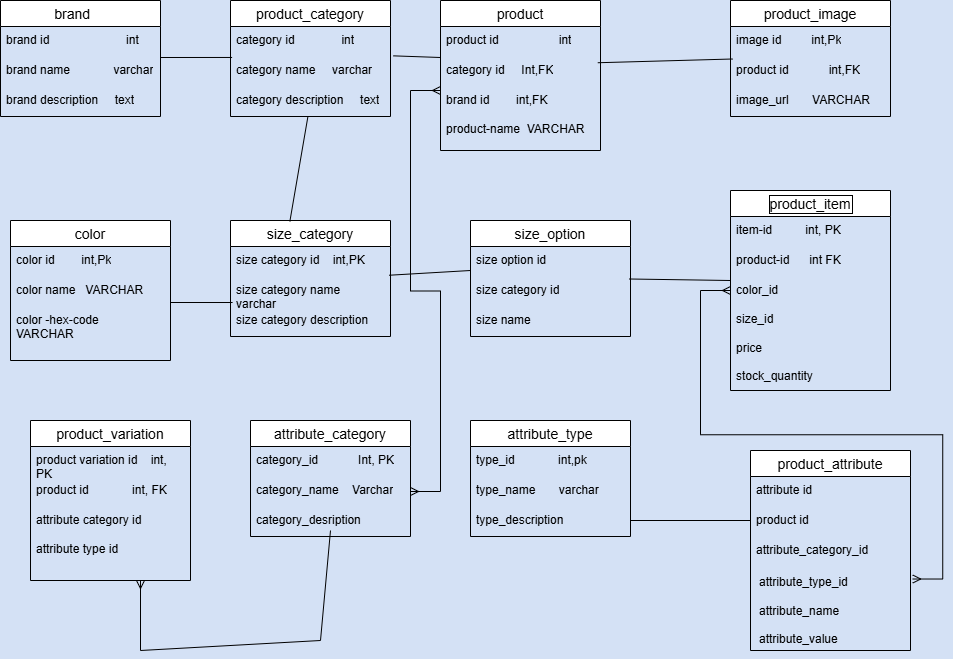 brand
brand id int
brand name varchar
brand description text
product_category
category id int
category name varchar
category description text
product
product id int
category id Int,FK
brand id int,FK
product-name VARCHAR
product_image
image id int,Pk
product id int,FK
image_url VARCHAR
color
color id int,Pk
color name VARCHAR
color -hex-code
VARCHAR
size_category
size category id int,PK
size category name
varchar
size category description
size_option
size option id
size category id
size name
product_item
item-id int, PK
product-id int FK
color_id
size_id
price
stock_quantity
product_variation
product variation id int,
PK
product id int, FK
attribute category id
attribute type id
attribute_category
category_id Int, PK
category_name Varchar
category_desription
attribute_type
type_id int,pk
type_name varchar
type_description
product_attribute
attribute id
product id
attribute_category_id
attribute_type_id
attribute_name
attribute_value